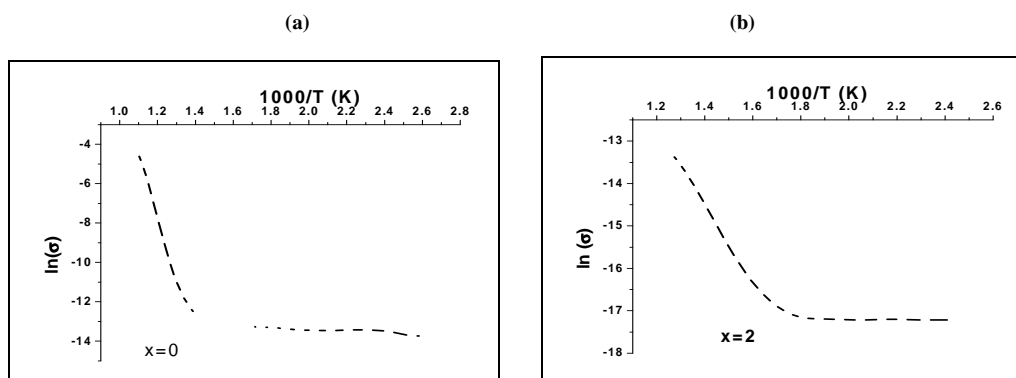 (a)
(b)
1000/T (K)
1.0 1.2 1.4 1.6 1.8 2.0 2.2 2.4 2.6 2.8
-4
-6
-8
-10
-12
-14
ln(σ)
x=0
1000/T (K)
1.2 1.4 1.6 1.8 2.0 2.2 2.4 2.6
-13
-14
-15
-16
-17
-18
ln (σ)
x=2